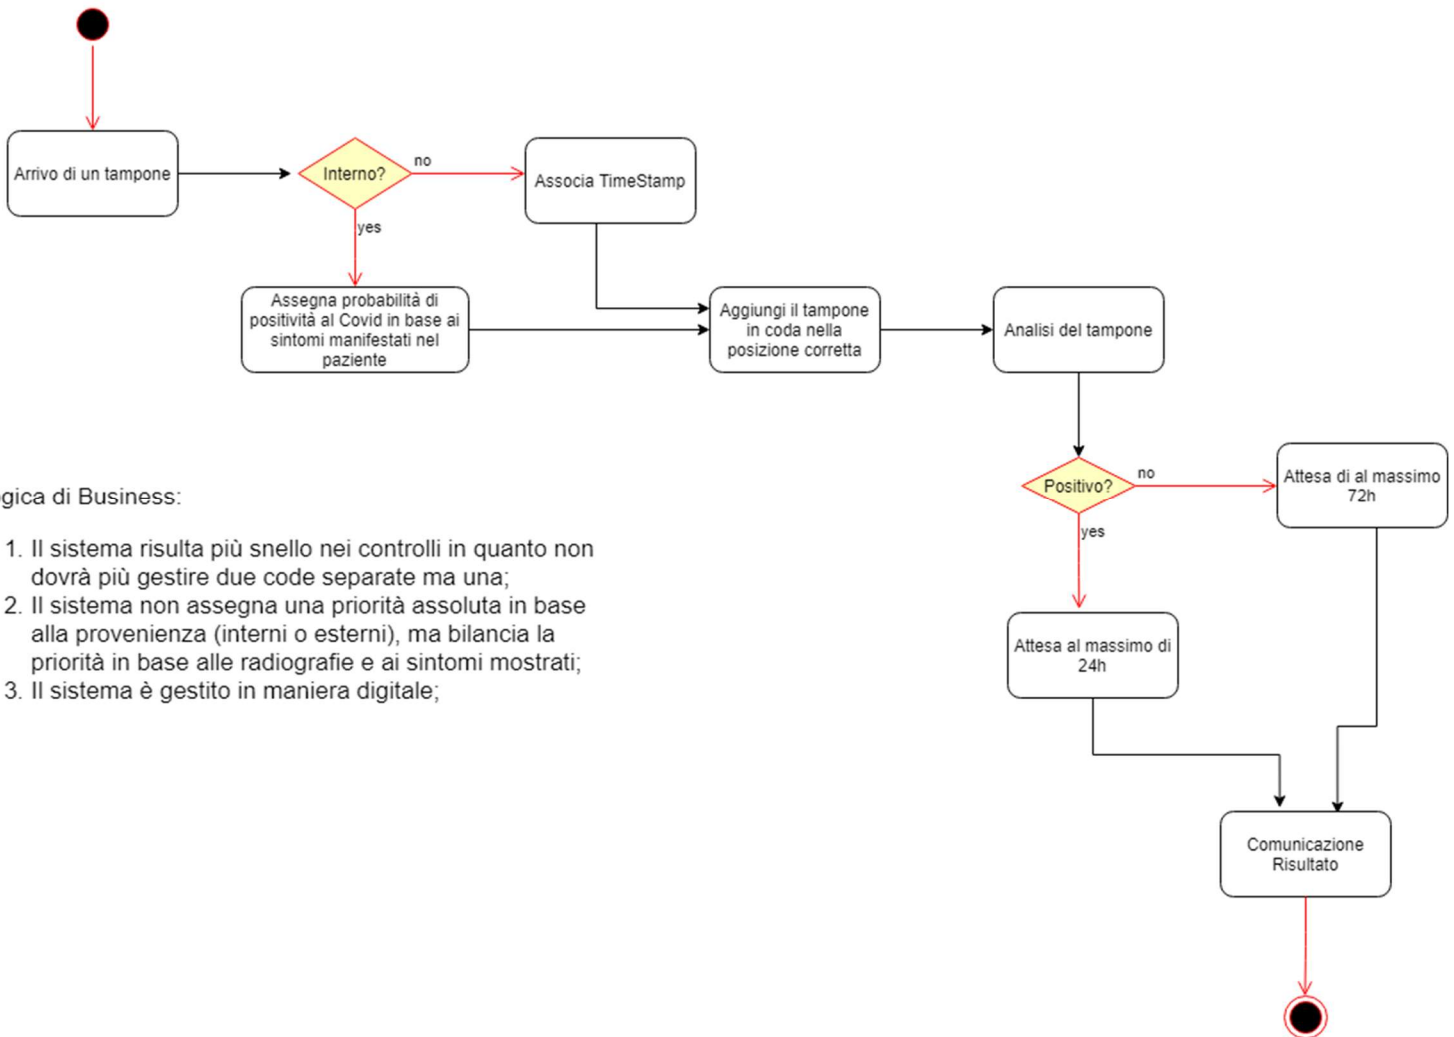 Arrivo di un tampone
Interno?
no
yes
Associa TimeStamp
Assegna probabilità di
positività al Covid in base ai
sintomi manifestati nel
paziente
Aggiungi il tampone
in coda nella
posizione corretta
Analisi del tampone
Positivo?
no
yes
Attesa di al massimo
72h
Attesa al massimo di
24h
Comunicazione
Risultato
gica di Business:
1. Il sistema risulta più snello nei controlli in quanto non
dovrà più gestire due code separate ma una;
2. Il sistema non assegna una priorità assoluta in base
alla provenienza (interni o esterni), ma bilancia la
priorità in base alle radiografie e ai sintomi mostrati;
3. Il sistema è gestito in maniera digitale;